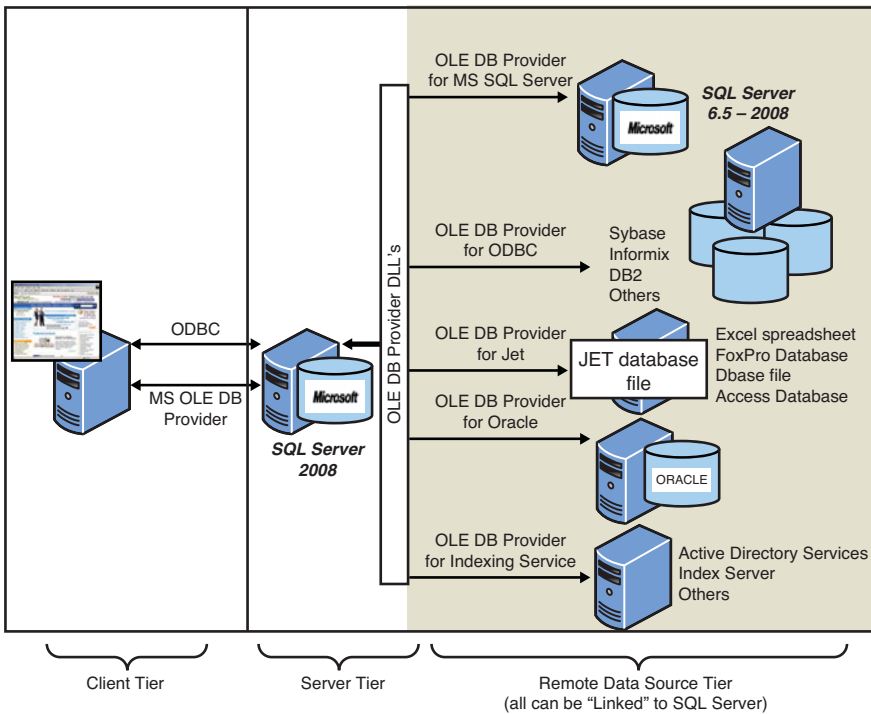 OLE DB Provider
for MS SQL Server
SQL Server
6.5 – 2008
Microsoft
OLE DB Provider
for ODBC
Sybase
Informix
DB2
Others
ODBC
MS OLE DB
Provider
Microsoft
SQL Server
2008
OLE DB Provider DLL's
OLE DB Provider
for Jet
JET database
file
Excel spreadsheet
FoxPro Database
Dbase file
Access Database
OLE DB Provider
for Oracle
ORACLE
OLE DB Provider
for Indexing Service
Active Directory Services
Index Server
Others
Client Tier
Server Tier
Remote Data Source Tier
(all can be “Linked” to SQL Server)